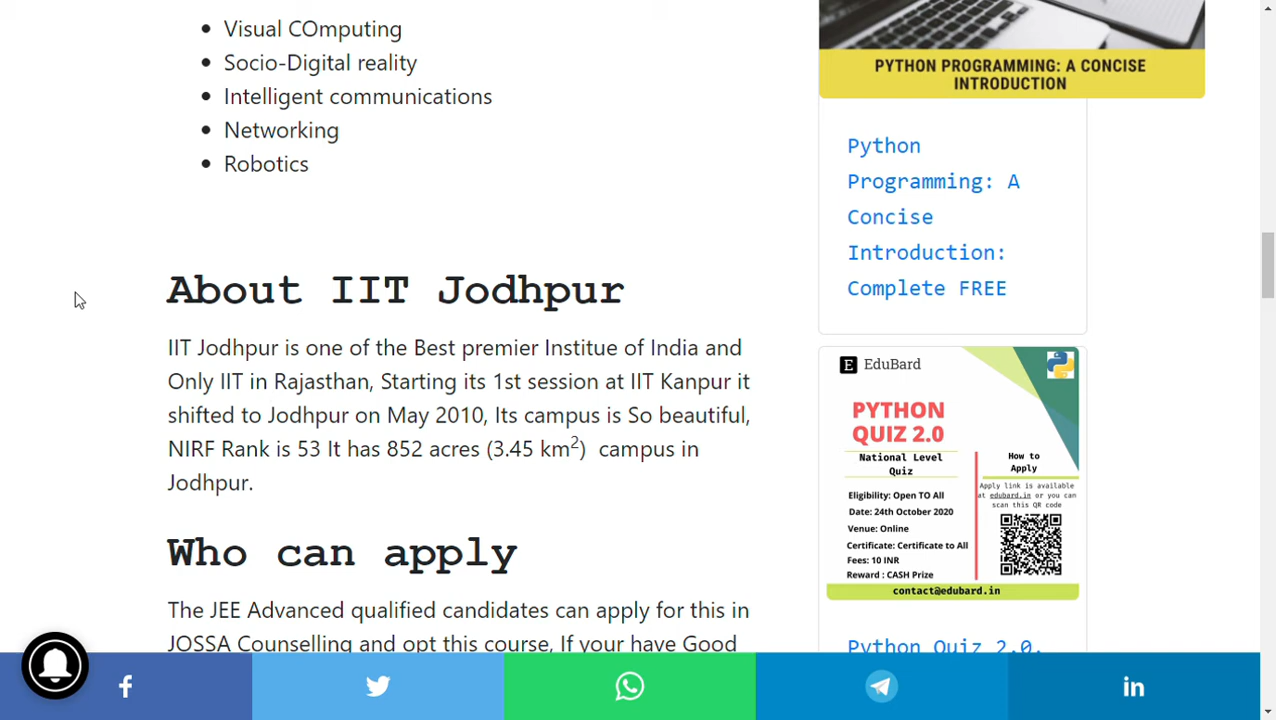 Visual COmputing
Socio-Digital reality
Intelligent communications
Networking
Robotics
About IIT Jodhpur
IIT Jodhpur is one of the Best premier Institue of India and
Only IIT in Rajasthan, Starting its 1st session at IIT Kanpur it
shifted to Jodhpur on May 2010, Its campus is So beautiful,
NIRF Rank is 53 It has 852 acres (3.45 km²) campus in
Jodhpur.
Who can apply
The JEE Advanced qualified candidates can apply for this in
JOSSA Counselling and opt this course, If your have Good
PYTHON PROGRAMMING: A CONCISE
INTRODUCTION
Python
Programming: A
Concise
Introduction:
Complete FREE
E EduBard
PYTHON
QUIZ 2.0
National Level
Quiz
Eligibility: Open TO All
Date: 24th October 2020
Venue: Online
Certificate: Certificate to All
Fees: 10 INR
Reward : CASH Prize
How to
Apply
Apply link is available
at edubard.in or you can
scan this QR code
contact@edubard.in
Python Quiz 2.0,